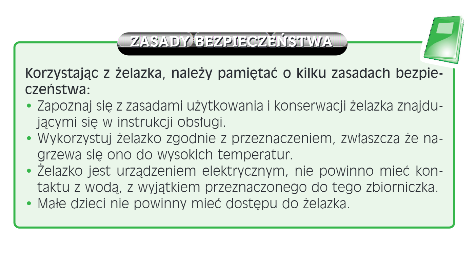 ZASADY BEZPIECZEŃSTWA
Korzystając z żelazka, należy pamiętać o kilku zasadach bezpie-
czeństwa:
• Zapoznaj się z zasadami użytkowania i konserwacji żelazka znajdu-
jącymi się w instrukcji obsługi.
• Wykorzystuj żelazko zgodnie z przeznaczeniem, zwłaszcza że na-
grzewa się ono do wysokich temperatur.
• Żelazko jest urządzeniem elektrycznym, nie powinno mieć kon-
taktu z wodą, z wyjątkiem przeznaczonego do tego zbiorniczka.
• Małe dzieci nie powinny mieć dostępu do żelazka.